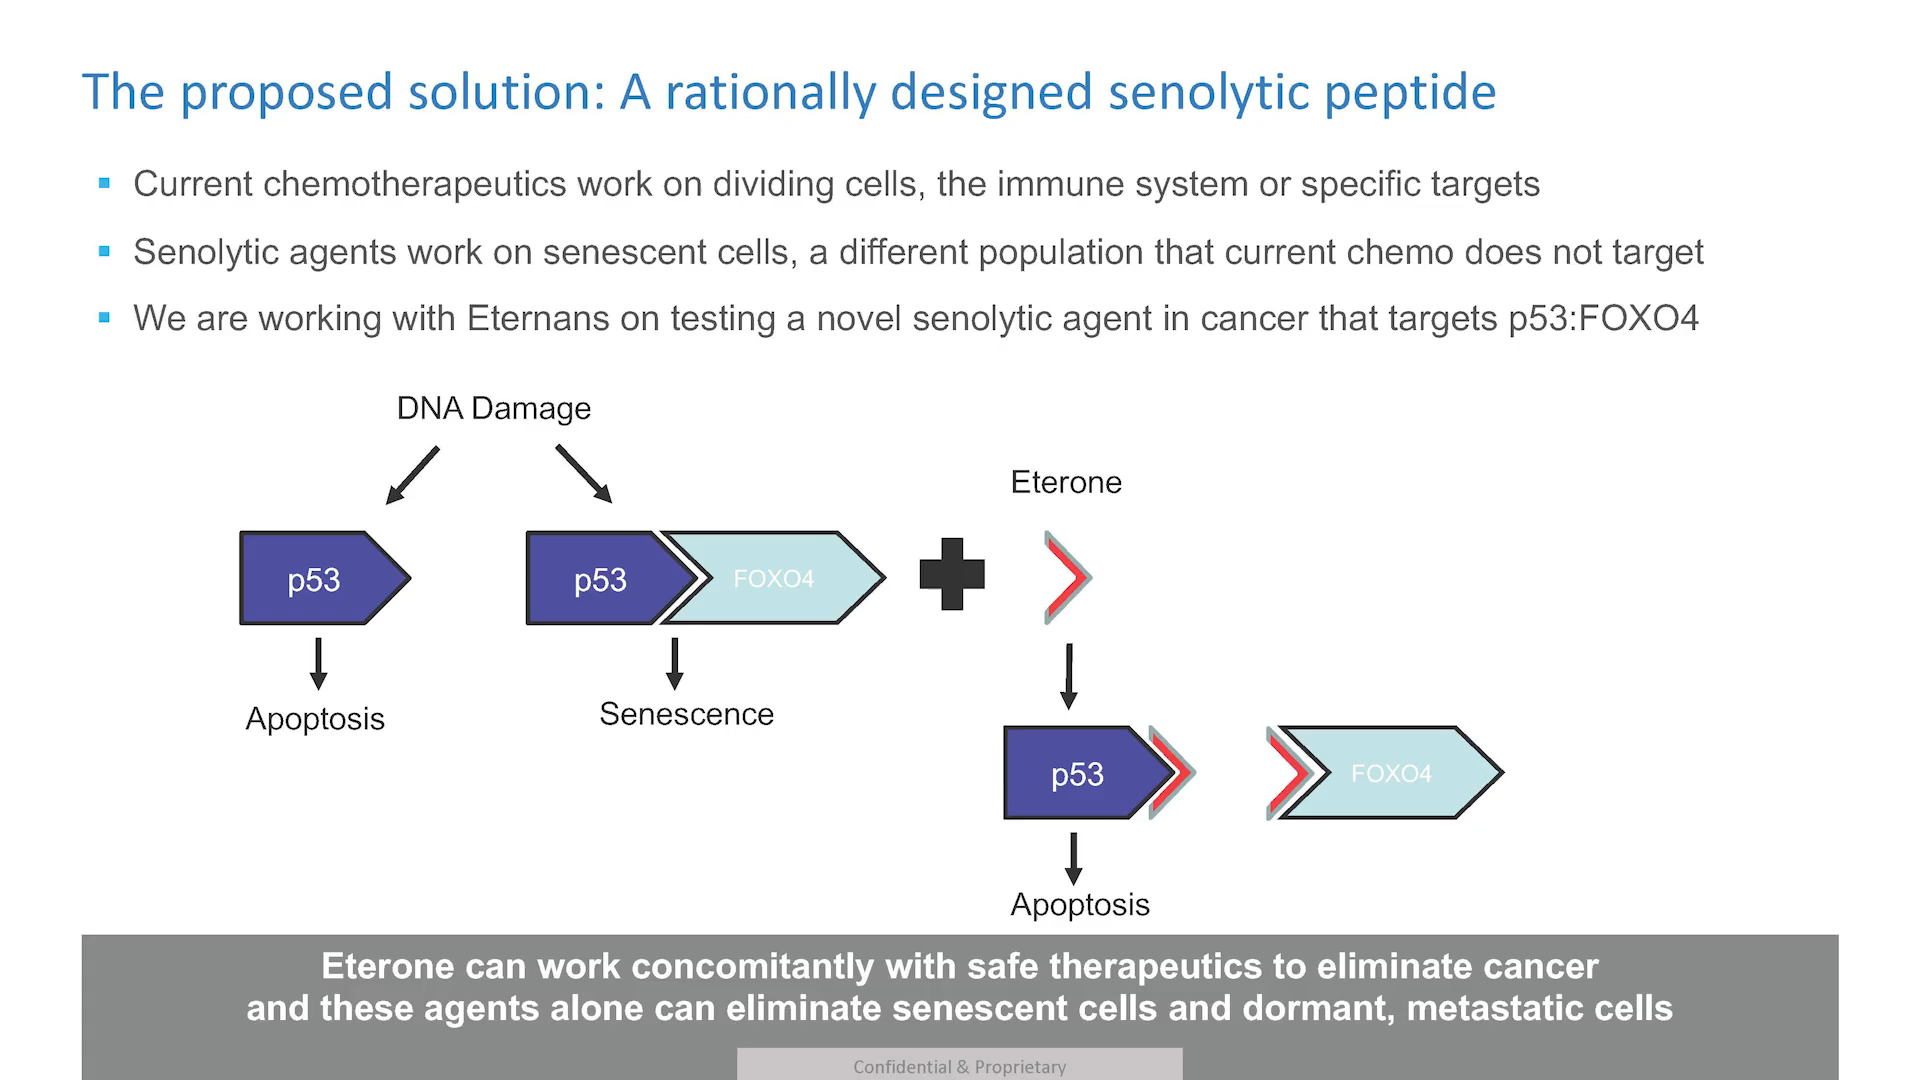 The proposed solution: A rationally designed senolytic peptide
Current chemotherapeutics work on dividing cells, the immune system or specific targets
Senolytic agents work on senescent cells, a different population that current chemo does not target
We are working with Eternans on testing a novel senolytic agent in cancer that targets p53:FOXO4
DNA Damage
Eterone
p53
p53
FOXO4
Apoptosis
Senescence
p53
FOXO4
Apoptosis
Eterone can work concomitantly with safe therapeutics to eliminate cancer
and these agents alone can eliminate senescent cells and dormant, metastatic cells
Confidential & Proprietary